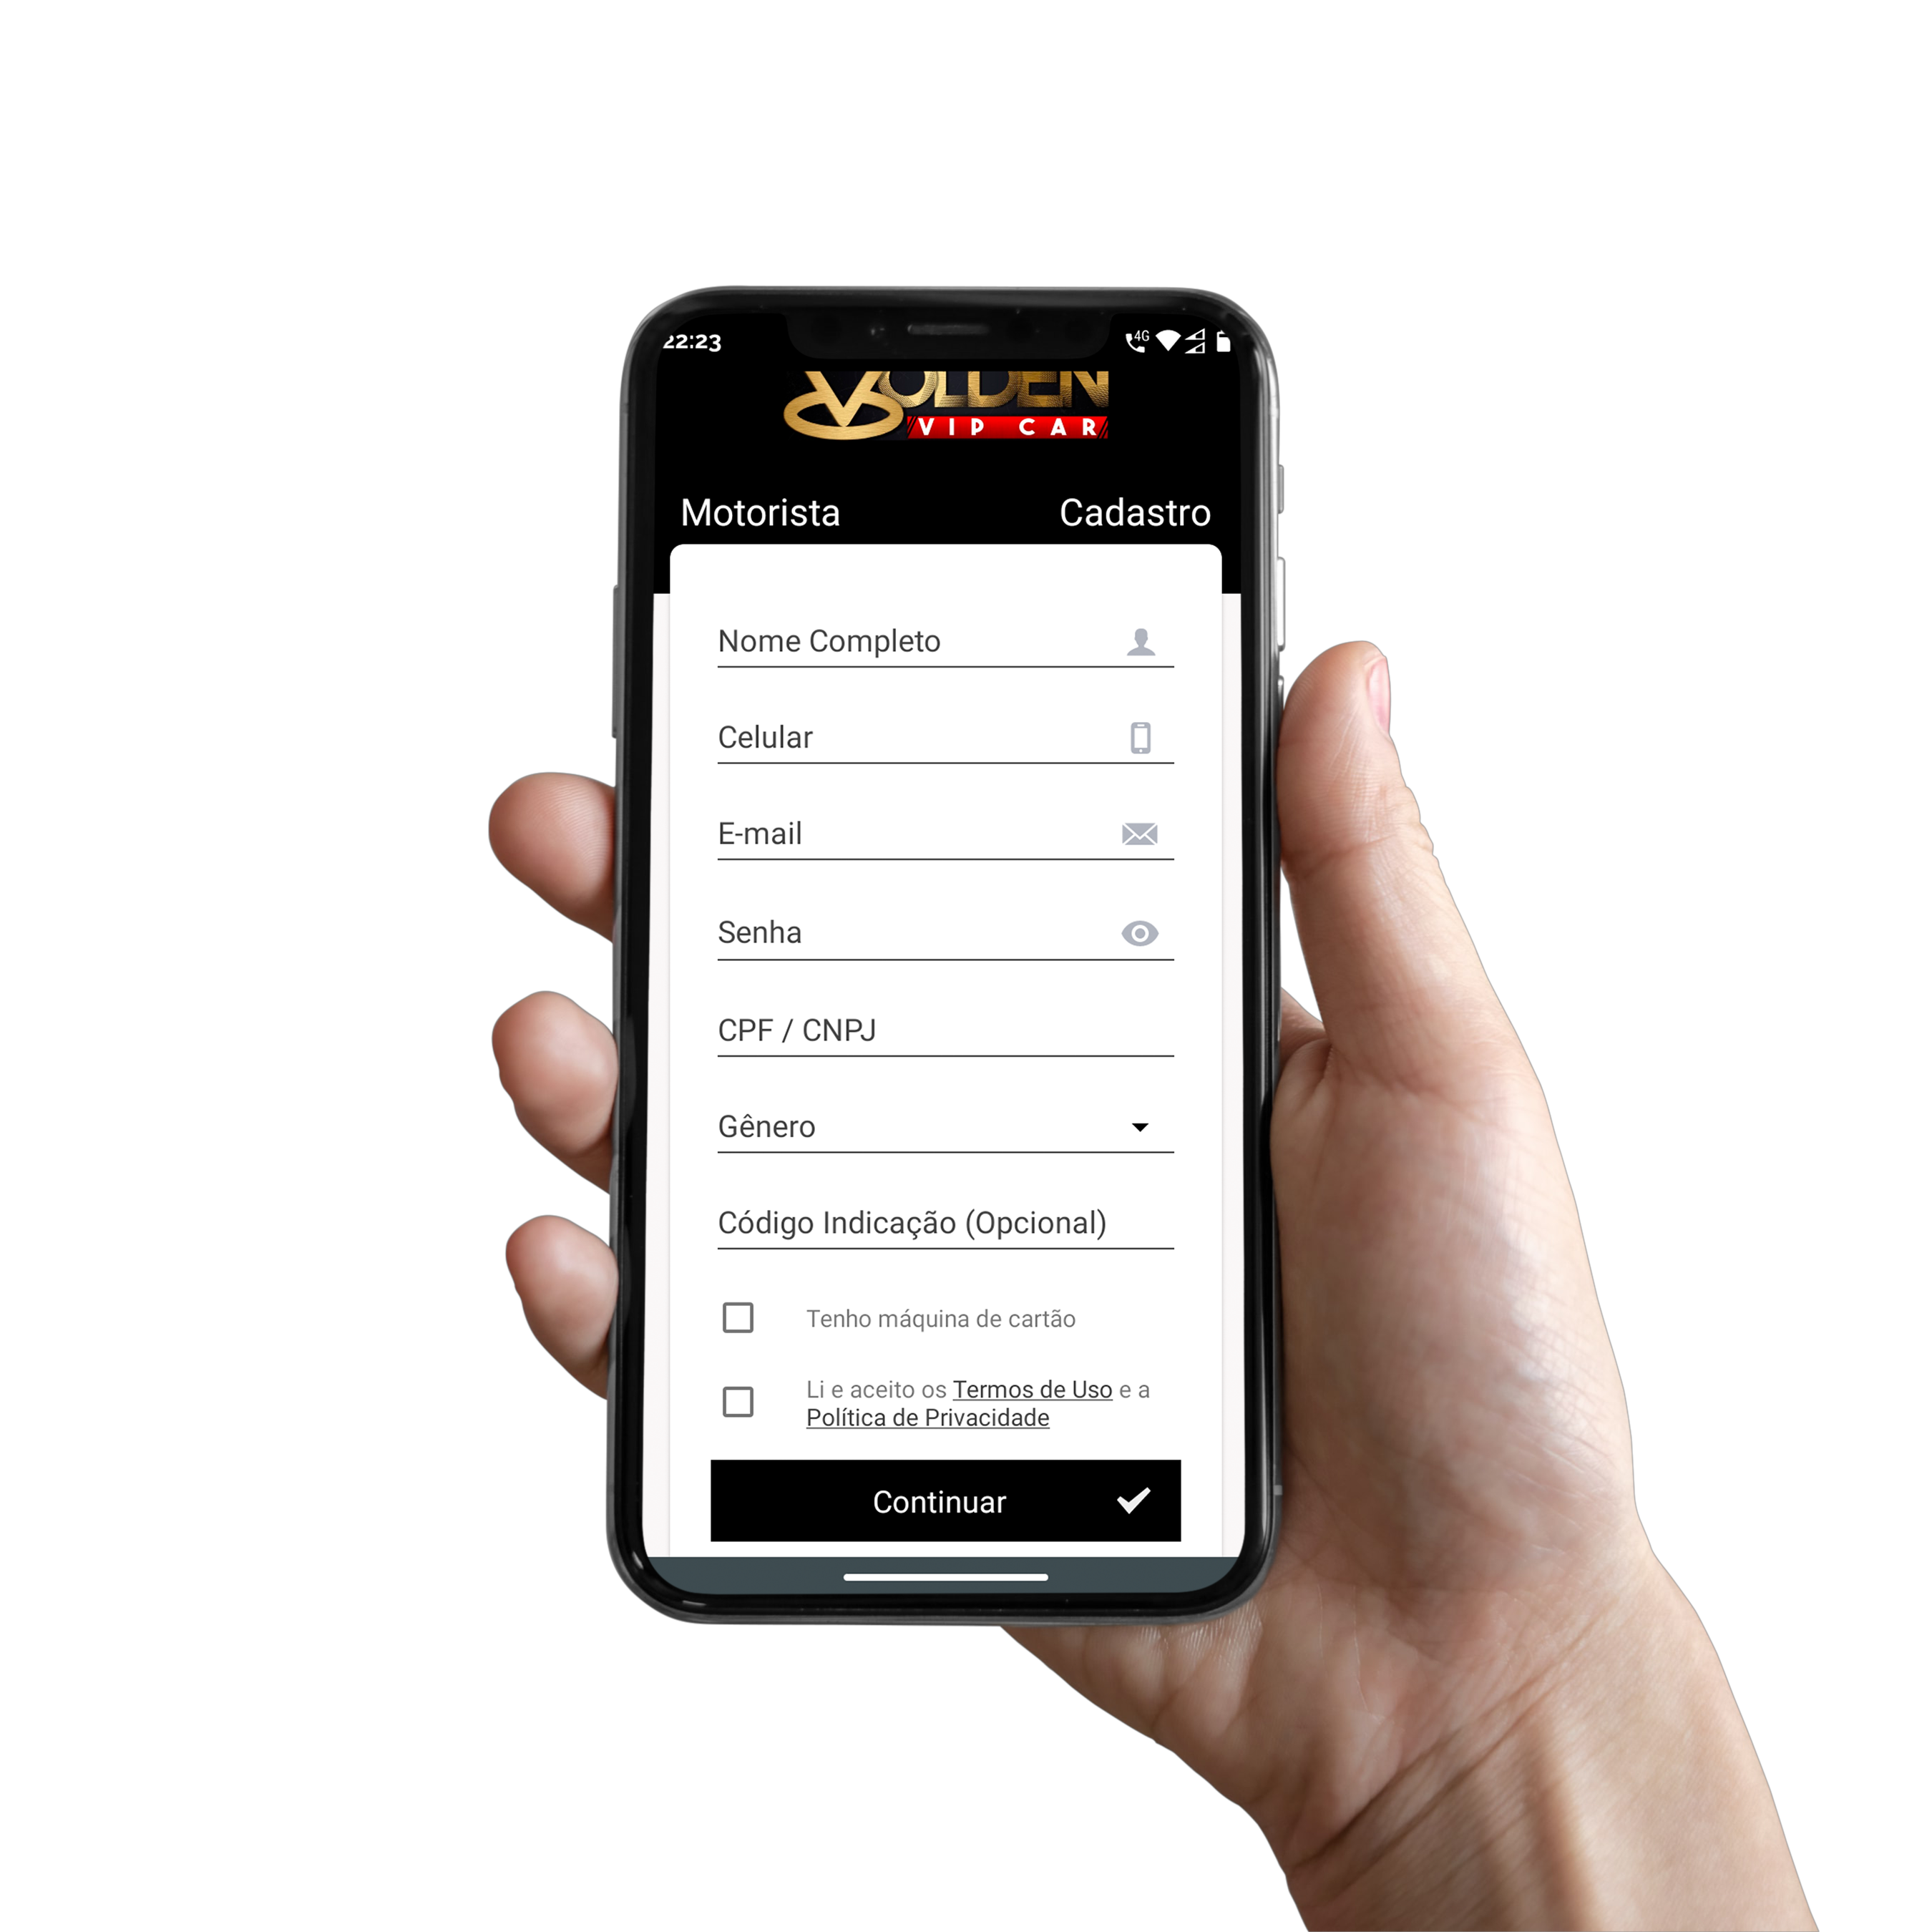 22:23
4G
VOLDEN
VIP CAR
Motorista
Cadastro
Nome Completo
Celular
E-mail
Senha
CPF / CNPJ
Gênero
Código Indicação (Opcional)
Tenho máquina de cartão
Li e aceito os Termos de Uso e a
Política de Privacidade
Continuar